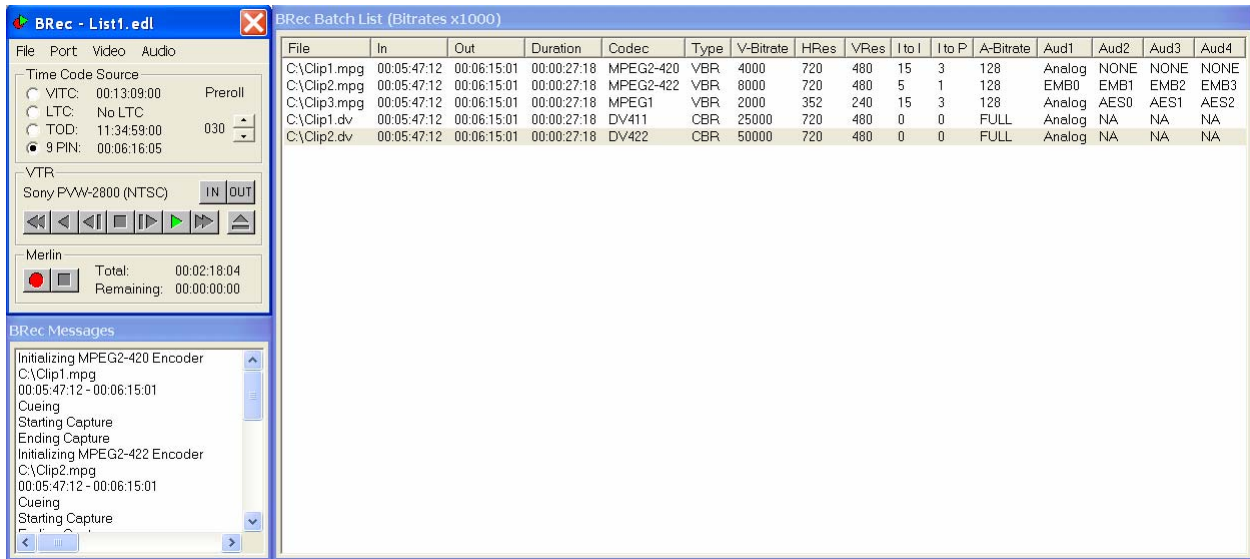 BRec - List1.edl
File Port Video Audio
Time Code Source
VITC: 00:13:09:00 Preroll
LTC: No LTC
TOD: 11:34:59:00 030
9 PIN: 00:06:16:05
VTR
Sony PVW-2800 (NTSC) IN OUT
Merlin
Total: 00:02:18:04
Remaining: 00:00:00:00
BRec Messages
Initializing MPEG2-420 Encoder
C:\Clip1.mpg
00:05:47:12 - 00:06:15:01
Cueing
Starting Capture
Ending Capture
Initializing MPEG2-422 Encoder
C:\Clip2.mpg
00:05:47:12 - 00:06:15:01
Cueing
Starting Capture
BRec Batch List (Bitrates x1000)
File In Out Duration Codec Type V-Bitrate HRes VRes I to I I to P A-Bitrate Aud1 Aud2 Aud3 Aud4
C:\Clip1.mpg 00:05:47:12 00:06:15:01 00:00:27:18 MPEG2-420 VBR 4000 720 480 15 3 128 Analog NONE NONE NONE
C:\Clip2.mpg 00:05:47:12 00:06:15:01 00:00:27:18 MPEG2-422 VBR 8000 720 480 5 1 128 EMB0 EMB1 EMB2 EMB3
C:\Clip3.mpg 00:05:47:12 00:06:15:01 00:00:27:18 MPEG1 VBR 2000 352 240 15 3 128 Analog AES0 AES1 AES2
C:\Clip1.dv 00:05:47:12 00:06:15:01 00:00:27:18 DV411 CBR 25000 720 480 0 0 FULL Analog NA NA NA
C:\Clip2.dv 00:05:47:12 00:06:15:01 00:00:27:18 DV422 CBR 50000 720 480 0 0 FULL Analog NA NA NA